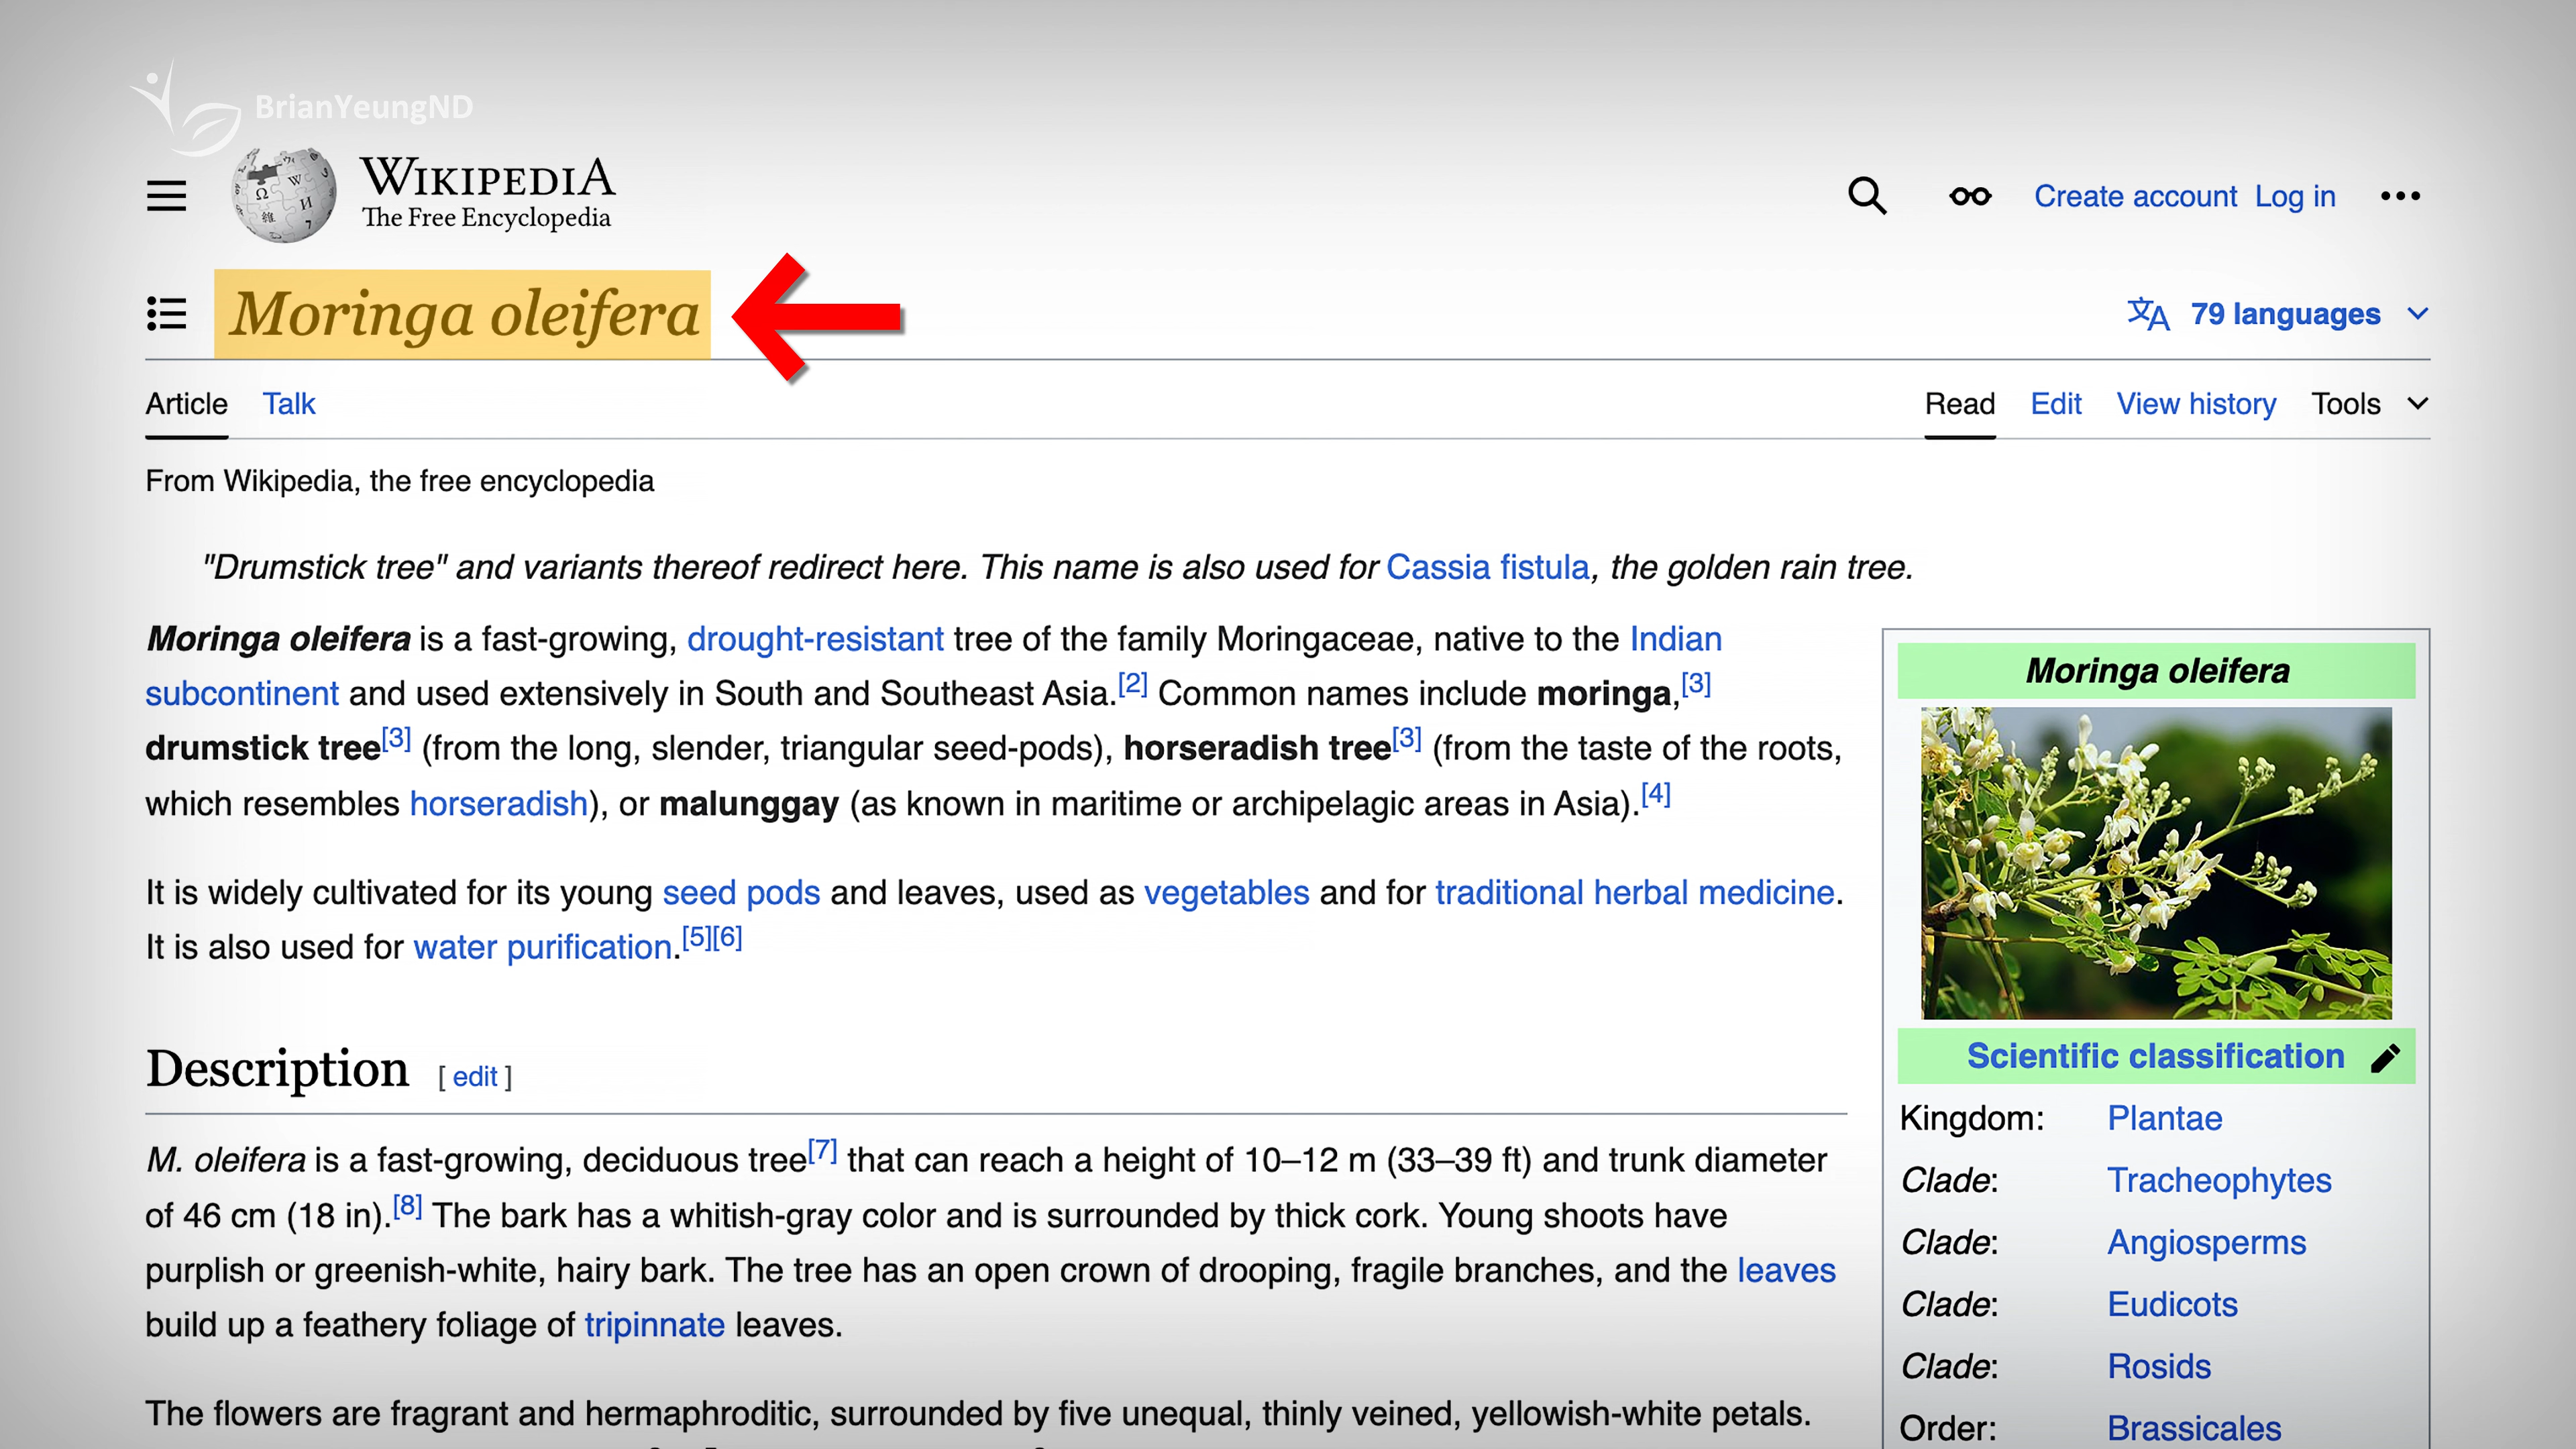 BrianYeungND
WIKIPEDIA
The Free Encyclopedia
Create account Log in
Moringa oleifera
79 languages
Article Talk
Read Edit View history Tools
From Wikipedia, the free encyclopedia
"Drumstick tree" and variants thereof redirect here. This name is also used for Cassia fistula, the golden rain tree.
Moringa oleifera is a fast-growing, drought-resistant tree of the family Moringaceae, native to the Indian
subcontinent and used extensively in South and Southeast Asia.[2] Common names include moringa,[3]
drumstick tree[3] (from the long, slender, triangular seed-pods), horseradish tree[3] (from the taste of the roots,
which resembles horseradish), or malunggay (as known in maritime or archipelagic areas in Asia).[4]
It is widely cultivated for its young seed pods and leaves, used as vegetables and for traditional herbal medicine.
It is also used for water purification.[5][6]
Description [ edit ]
M. oleifera is a fast-growing, deciduous tree[7] that can reach a height of 10–12 m (33–39 ft) and trunk diameter
of 46 cm (18 in).[8] The bark has a whitish-gray color and is surrounded by thick cork. Young shoots have
purplish or greenish-white, hairy bark. The tree has an open crown of drooping, fragile branches, and the leaves
build up a feathery foliage of tripinnate leaves.
The flowers are fragrant and hermaphroditic, surrounded by five unequal, thinly veined, yellowish-white petals.
Moringa oleifera
Scientific classification
Kingdom: Plantae
Clade: Tracheophytes
Clade: Angiosperms
Clade: Eudicots
Clade: Rosids
Order: Brassicales